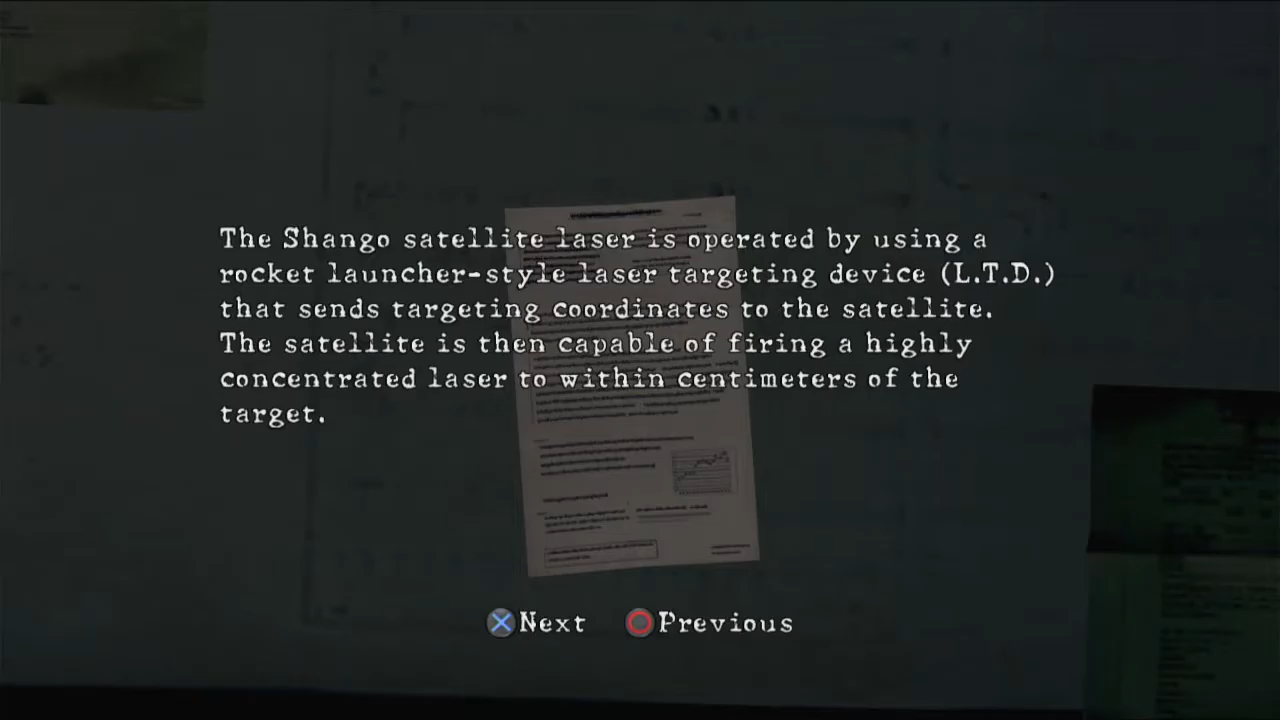 The Shango satellite laser is operated by using a
rocket launcher-style laser targeting device (L.T.D.)
that sends targeting coordinates to the satellite.
The satellite is then capable of firing a highly
concentrated laser to within centimeters of the
target.
Next Previous